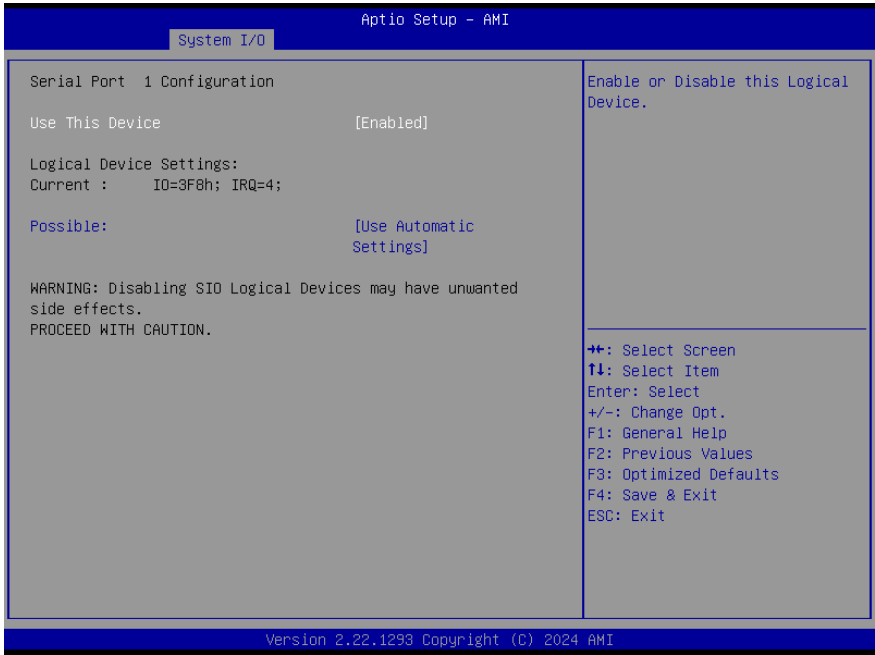 Aptio Setup – AMI
System I/O
Serial Port 1 Configuration
Use This Device [Enabled]
Logical Device Settings:
Current : IO=3F8h; IRQ=4;
Possible: [Use Automatic
Settings]
WARNING: Disabling SIO Logical Devices may have unwanted
side effects.
PROCEED WITH CAUTION.
Enable or Disable this Logical
Device.
→←: Select Screen
↑↓: Select Item
Enter: Select
+/-: Change Opt.
F1: General Help
F2: Previous Values
F3: Optimized Defaults
F4: Save & Exit
ESC: Exit
Version 2.22.1293 Copyright (C) 2024 AMI